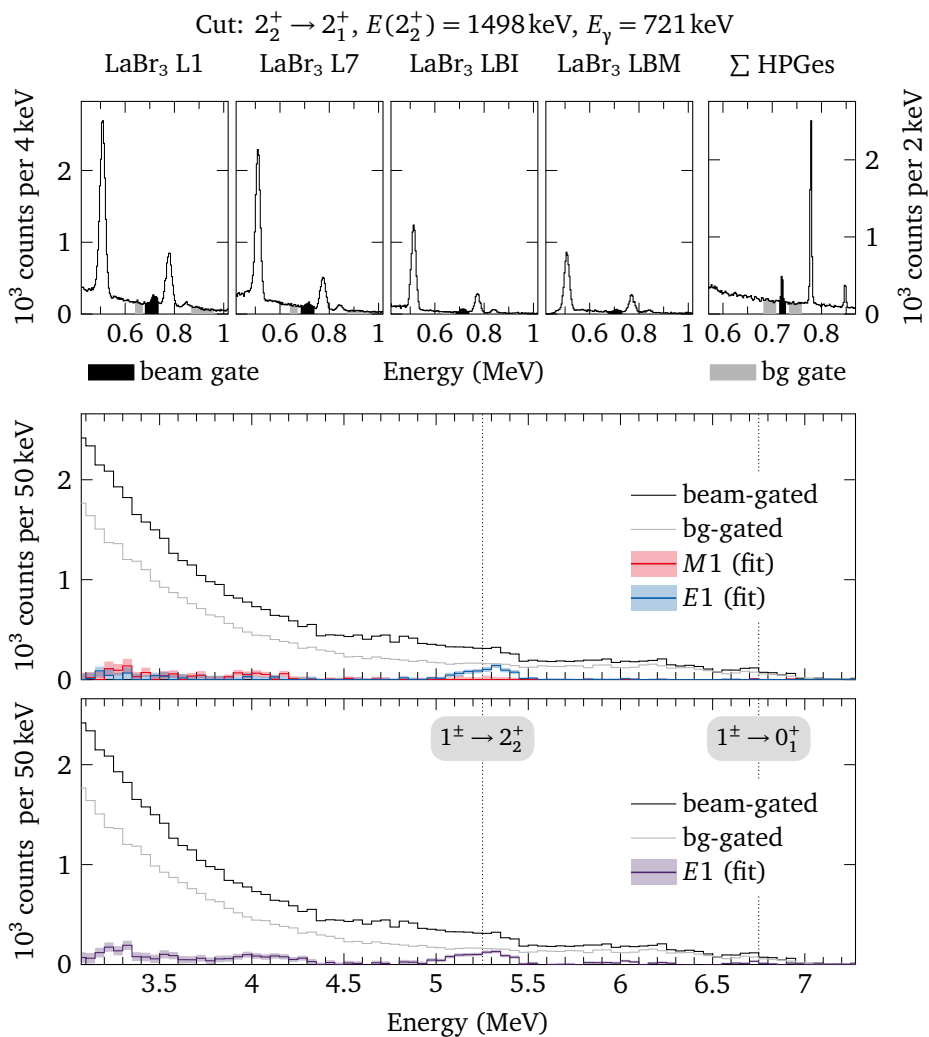 Cut: 2₂⁺ → 2₁⁺, E(2₂⁺) = 1498 keV, E_γ = 721 keV
LaBr₃ L1 LaBr₃ L7 LaBr₃ LBI LaBr₃ LBM ∑ HPGes
10³ counts per 4 keV
2
1
0
0.6 0.8 1 0.6 0.8 1 0.6 0.8 1 0.6 0.8 1 0.6 0.7 0.8
2
1
0
10³ counts per 2 keV
beam gate Energy (MeV) bg gate
10³ counts per 50 keV
2
1
0
beam-gated
bg-gated
M1 (fit)
E1 (fit)
10³ counts per 50 keV
2
1
0
1± → 2₂⁺ 1± → 0₁⁺
beam-gated
bg-gated
E1 (fit)
3.5 4 4.5 5 5.5 6 6.5 7
Energy (MeV)